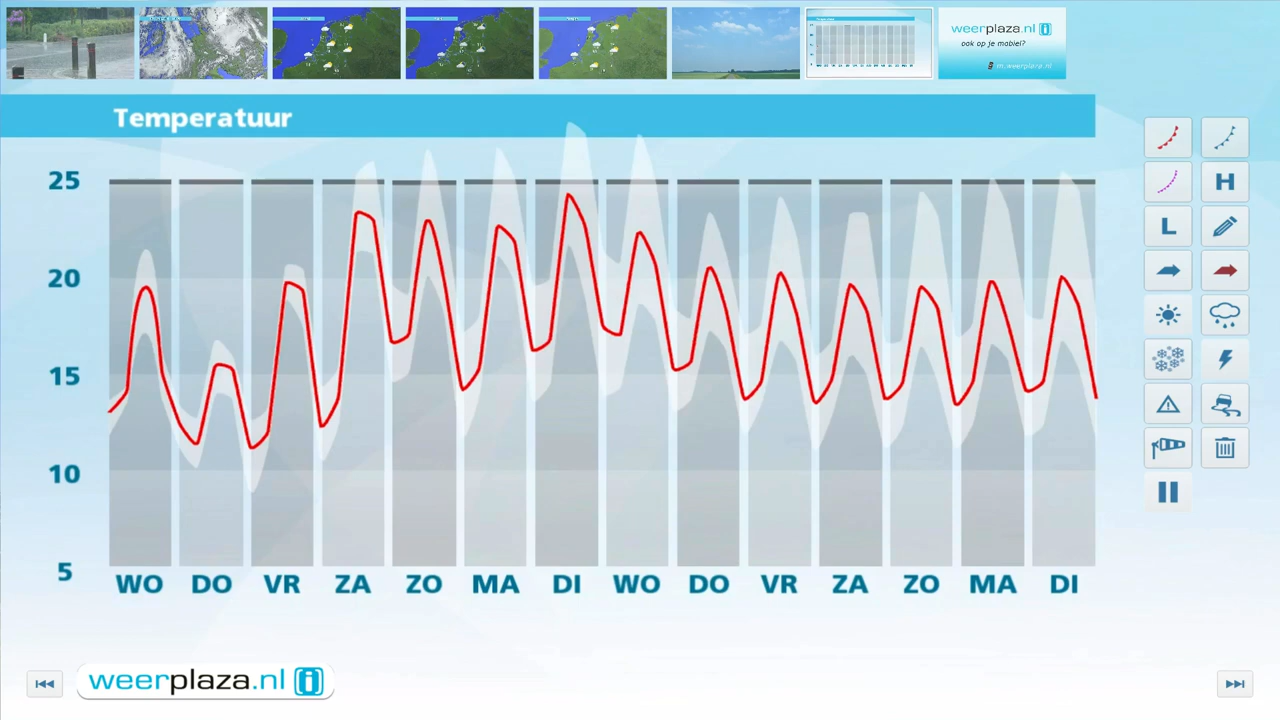 weerplaza.nl
ook op je mobiel?
m.weerplaza.nl
Temperatuur
25
20
15
10
5
WO DO VR ZA ZO MA DI WO DO VR ZA ZO MA DI
H
L
weerplaza.nl